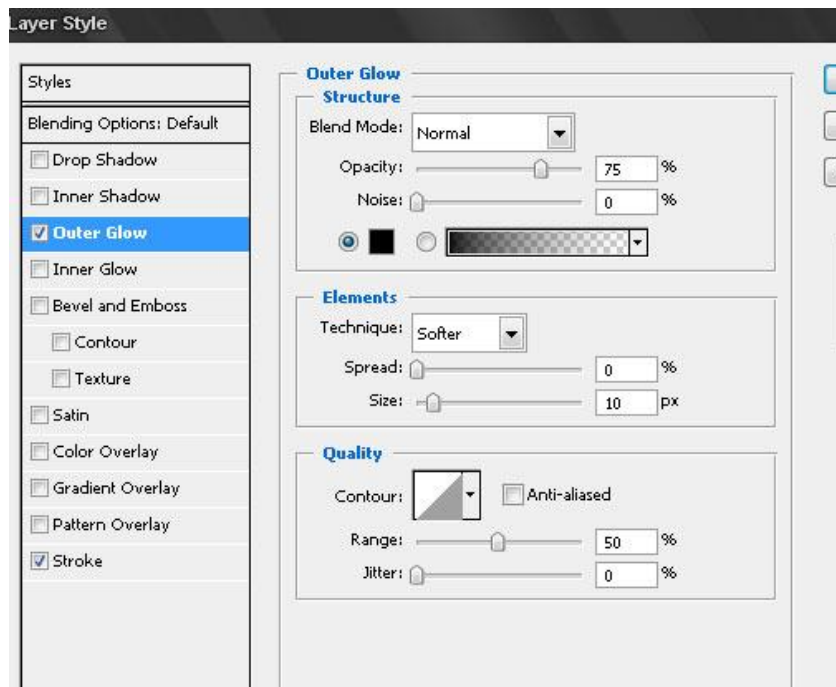 Layer Style
Styles
Blending Options: Default
Drop Shadow
Inner Shadow
Outer Glow
Inner Glow
Bevel and Emboss
Contour
Texture
Satin
Color Overlay
Gradient Overlay
Pattern Overlay
Stroke
Outer Glow
Structure
Blend Mode: Normal
Opacity: 75 %
Noise: 0 %
Elements
Technique: Softer
Spread: 0 %
Size: 10 px
Quality
Contour: Anti-aliased
Range: 50 %
Jitter: 0 %